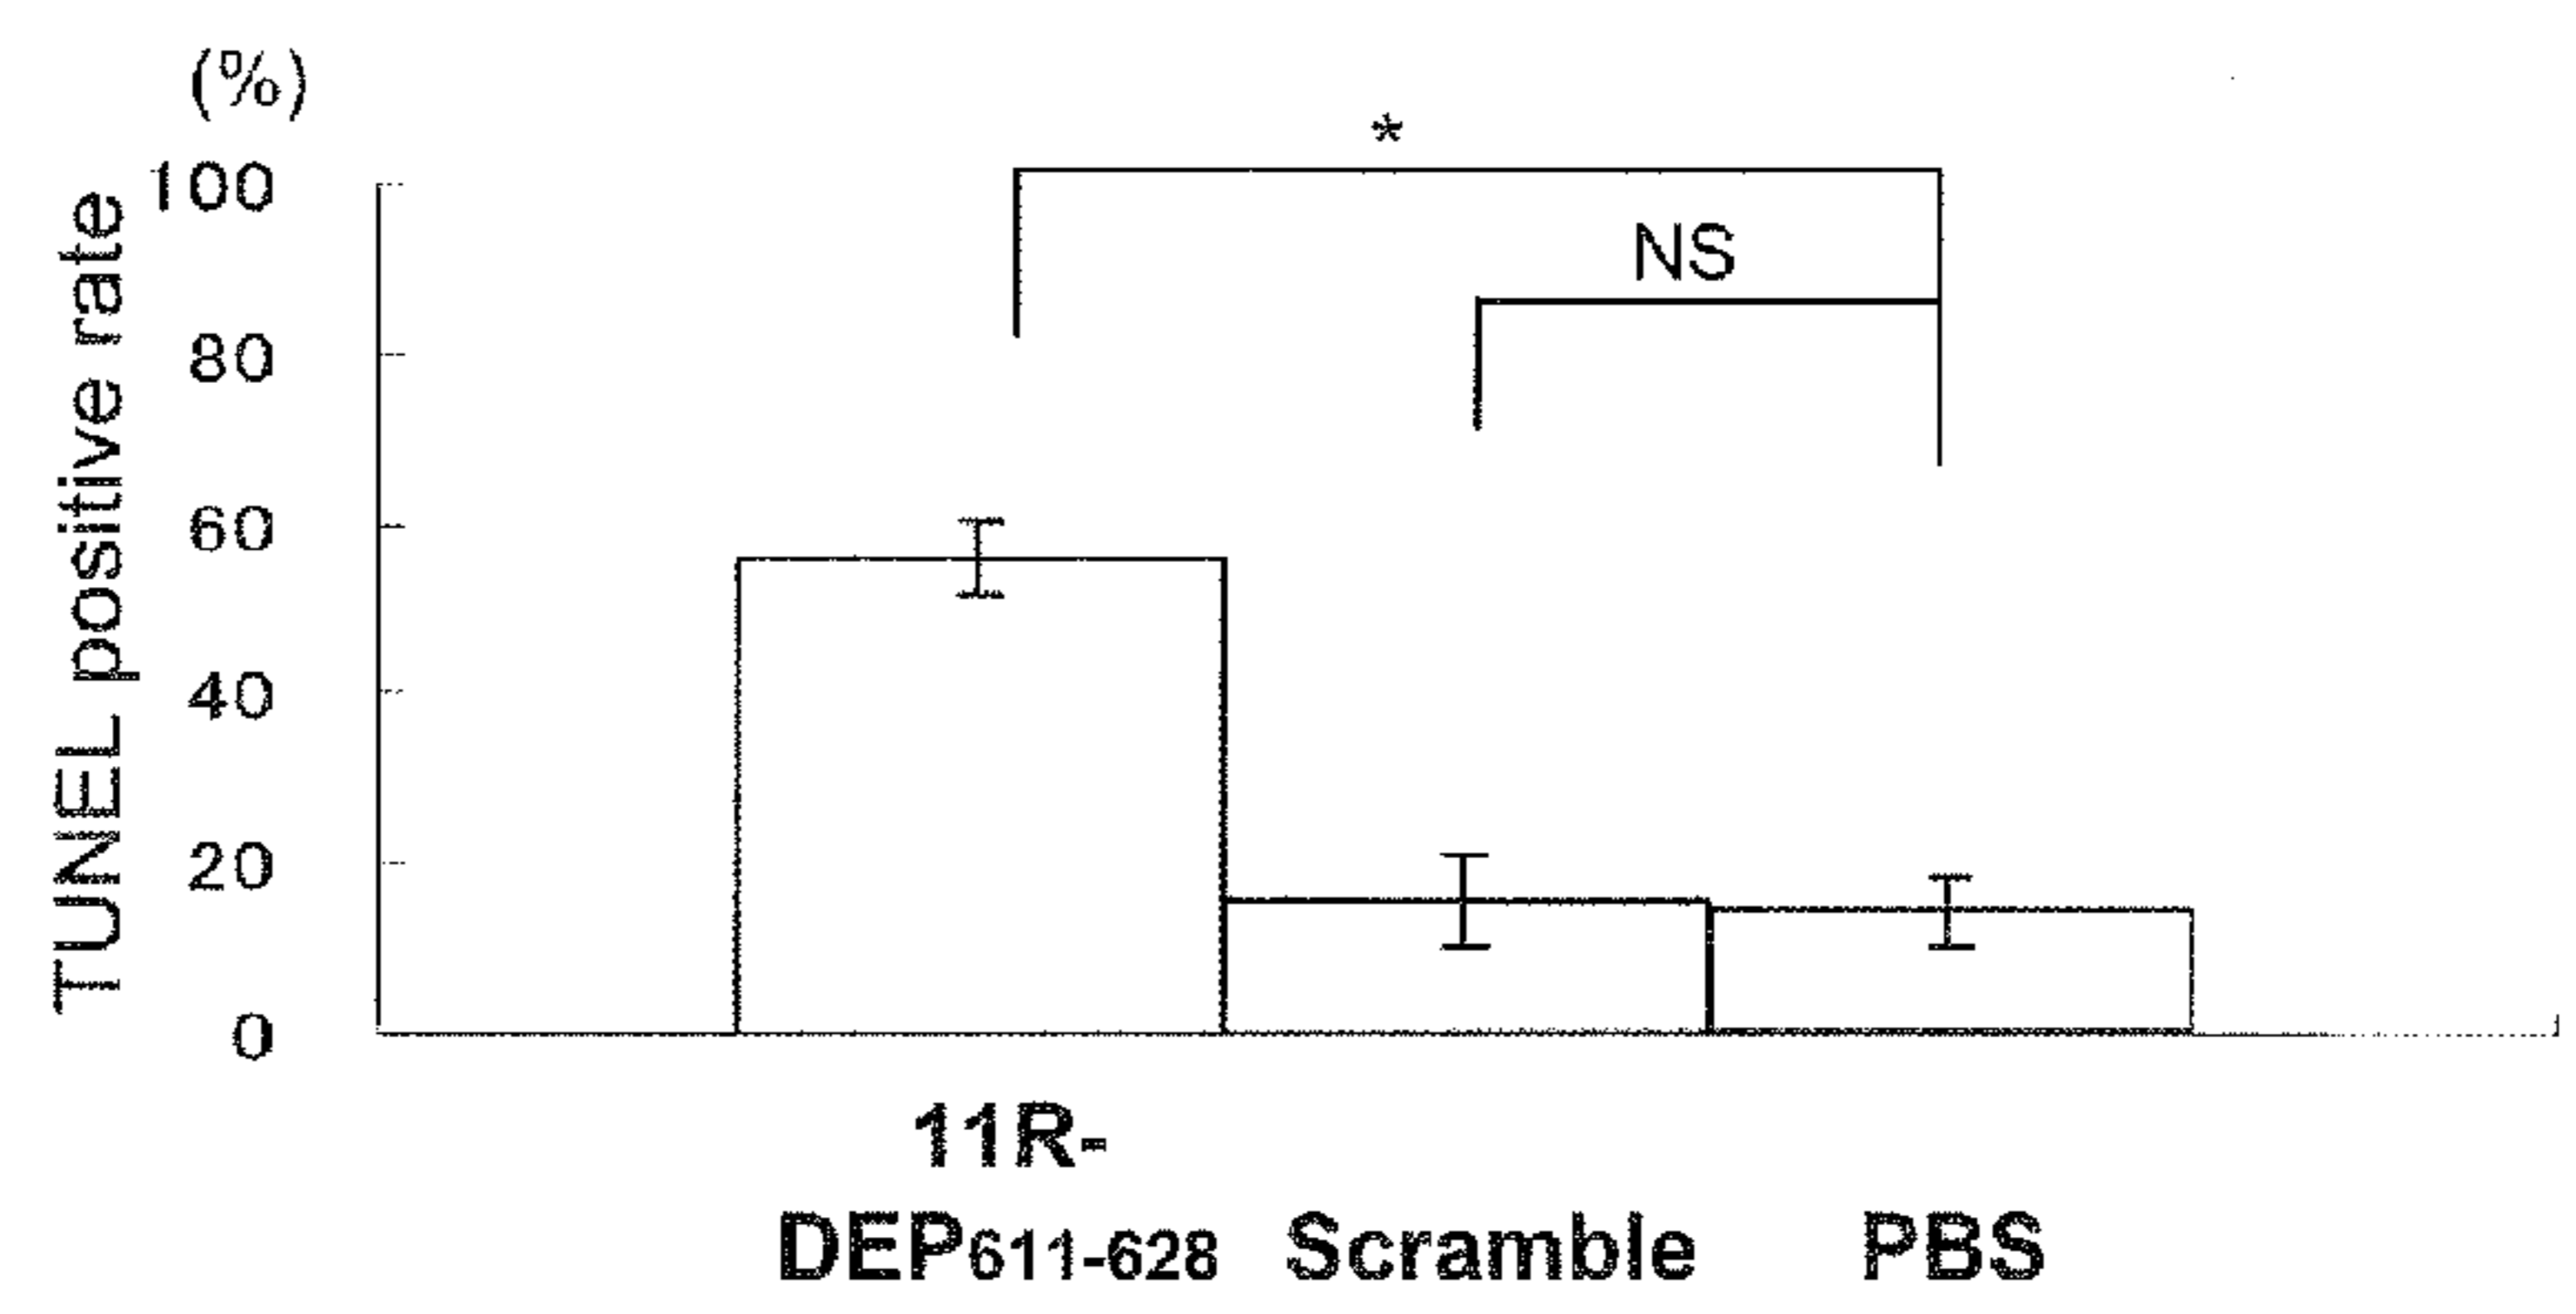 (%)
TUNEL positive rate
100
80
60
40
20
0
*
NS
11R-
DEP611-628 Scramble PBS